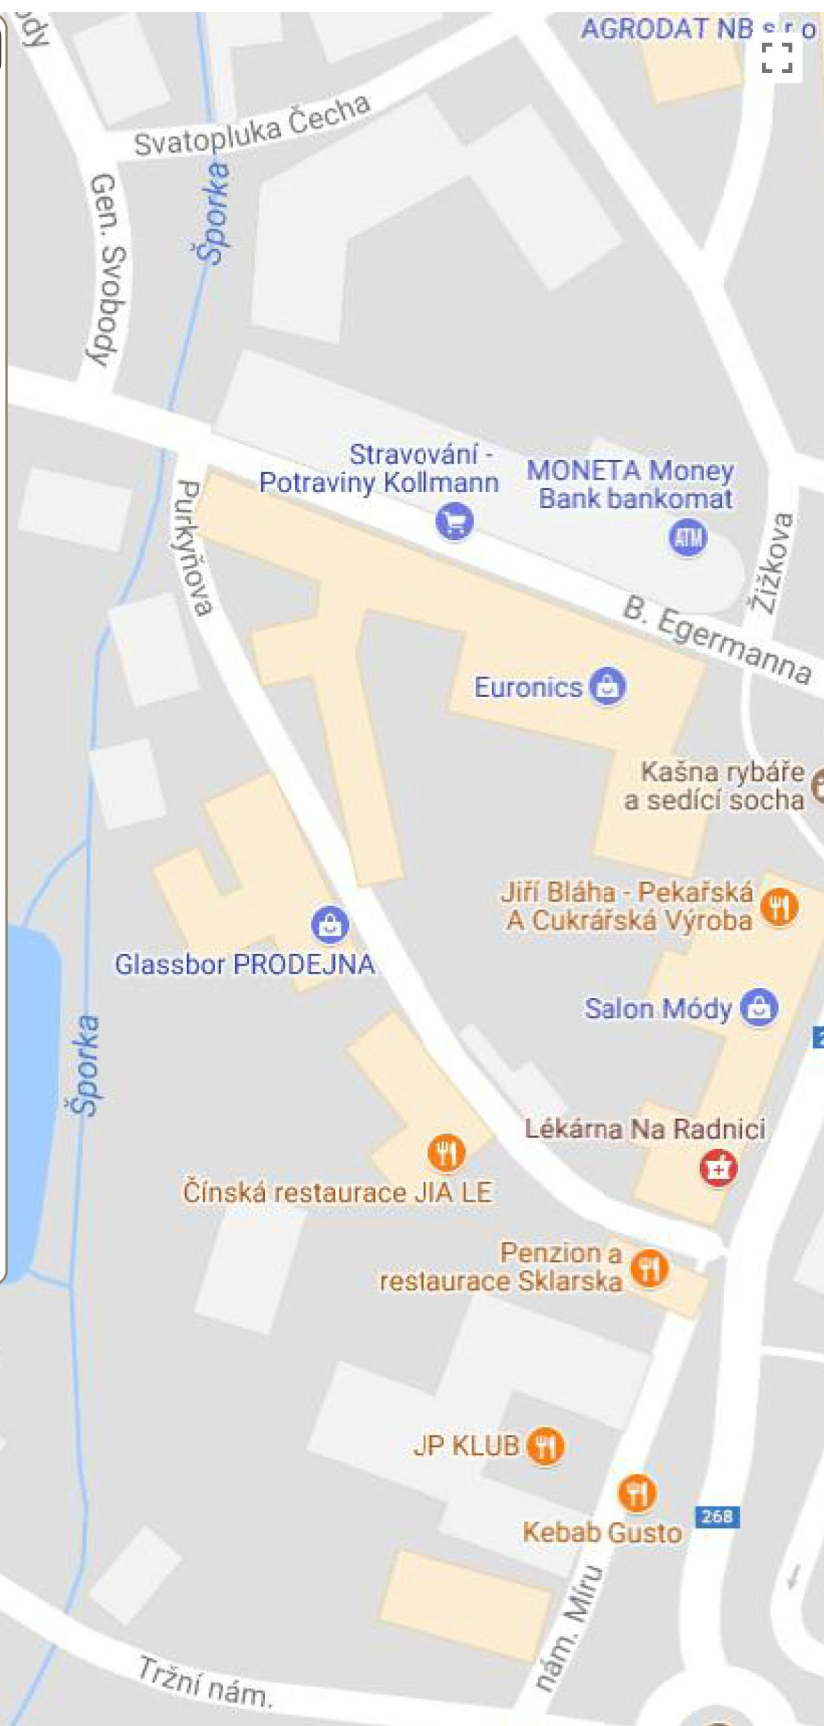 AGRODAT NB s r o
Svatopluka Čecha
Šporka
Gen. Svobody
Stravování -
Potraviny Kollmann
MONETA Money
Bank bankomat
ATM
Purkyňova
Žižkova
B. Egermanna
Euronics
Kašna rybáře
a sedící socha
Jiří Bláha - Pekařská
A Cukrářská Výroba
Glassbor PRODEJNA
Salon Módy
Šporka
Lékárna Na Radnici
Čínská restaurace JIA LE
Penzion a
restaurace Sklarska
JP KLUB
Kebab Gusto
268
nám. Míru
Tržní nám.